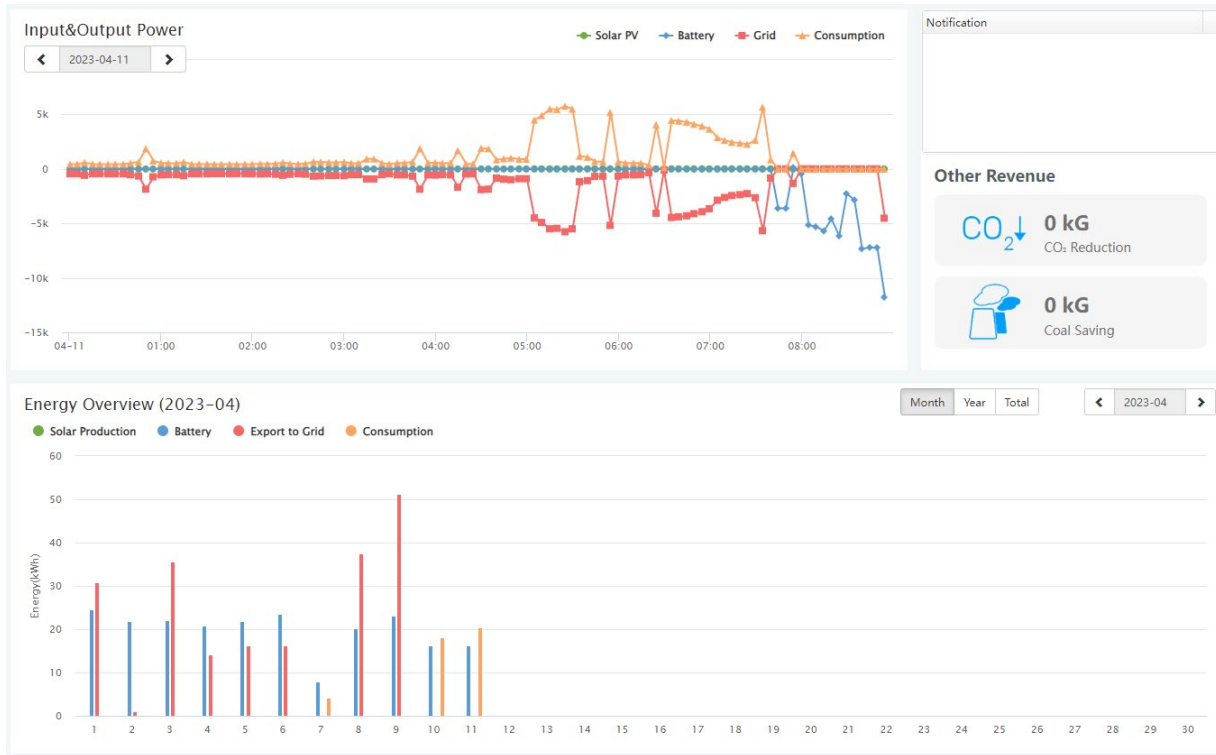 Input&Output Power
2023-04-11
Solar PV Battery Grid Consumption
5k
0
-5k
-10k
-15k
04-11 01:00 02:00 03:00 04:00 05:00 06:00 07:00 08:00
Notification
Other Revenue
CO₂
0 kG
CO₂ Reduction
0 kG
Coal Saving
Energy Overview (2023-04)
Month Year Total
2023-04
Solar Production Battery Export to Grid Consumption
Energy(kWh)
60
50
40
30
20
10
0
1 2 3 4 5 6 7 8 9 10 11 12 13 14 15 16 17 18 19 20 21 22 23 24 25 26 27 28 29 30